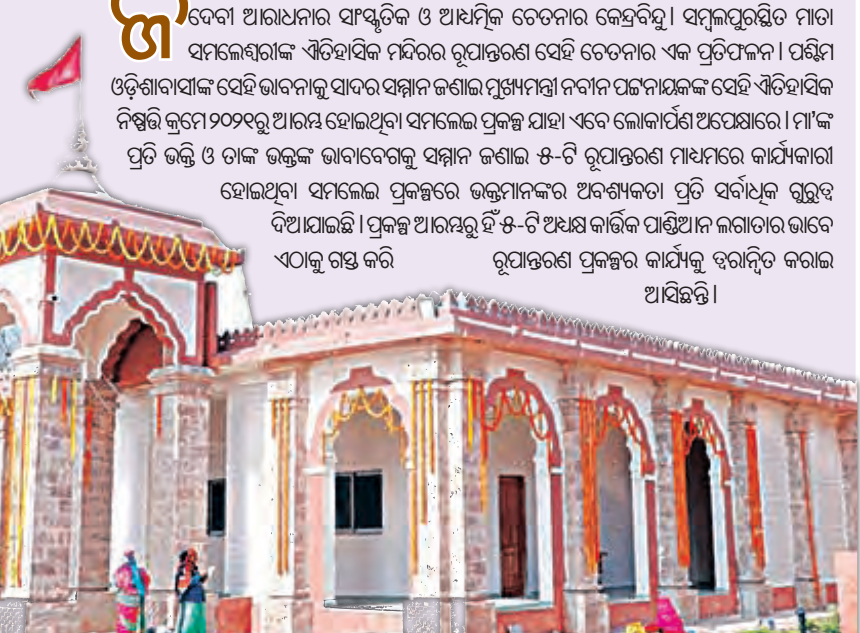 ଦେବୀ ଆରାଧନାର ସାଂସ୍କୃତିକ ଓ ଆଧ୍ୟାତ୍ମିକ ଚେତନାର କେନ୍ଦ୍ରବିନ୍ଦୁ। ସମ୍ବଲପୁରସ୍ଥିତ ମାତା
ସମଲେଶ୍ୱରୀଙ୍କ ଐତିହାସିକ ମନ୍ଦିରର ରୂପାନ୍ତରଣ ସେହି ଚେତନାର ଏକ ପ୍ରତିଫଳନ। ପଶ୍ଚିମ
ଓଡ଼ିଶାବାସୀଙ୍କ ସେହି ଭାବନାକୁ ସାଦର ସମ୍ମାନ ଜଣାଇ ମୁଖ୍ୟମନ୍ତ୍ରୀ ନବୀନ ପଟ୍ଟନାୟକଙ୍କ ସେହି ଐତିହାସିକ
ନିଷ୍ପତ୍ତି କ୍ରମେ ୨୦୨୧ରୁ ଆରମ୍ଭ ହୋଇଥିବା ସମଲେଇ ପ୍ରକଳ୍ପ ଯାହା ଏବେ ଲୋକାର୍ପଣ ଅପେକ୍ଷାରେ। ମା'ଙ୍କ
ପ୍ରତି ଭକ୍ତି ଓ ତାଙ୍କ ଭକ୍ତଙ୍କ ଭାବାବେଗକୁ ସମ୍ମାନ ଜଣାଇ ୫-ଟି ରୂପାନ୍ତରଣ ମାଧ୍ୟମରେ କାର୍ଯ୍ୟକାରୀ
ହୋଇଥିବା ସମଲେଇ ପ୍ରକଳ୍ପରେ ଭକ୍ତମାନଙ୍କର ଅବଶ୍ୟକତା ପ୍ରତି ସର୍ବାଧିକ ଗୁରୁତ୍ୱ
ଦିଆଯାଇଛି। ପ୍ରକଳ୍ପ ଆରମ୍ଭରୁ ହିଁ ୫-ଟି ଅଧ୍ୟକ୍ଷ କାର୍ତ୍ତିକ ପାଣ୍ଡିଆନ ଲଗାତାର ଭାବେ
ଏଠାକୁ ଗସ୍ତ କରି ରୂପାନ୍ତରଣ ପ୍ରକଳ୍ପର କାର୍ଯ୍ୟକୁ ତ୍ୱରାନ୍ୱିତ କରାଇ
ଆସିଛନ୍ତି।